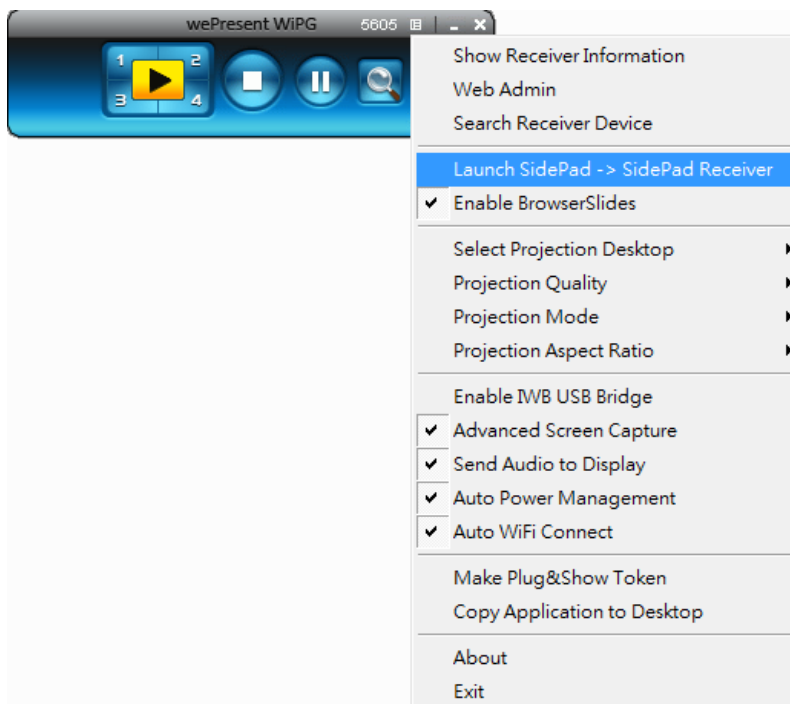 wePresent WiPG 5605
1 2
3 4
Show Receiver Information
Web Admin
Search Receiver Device
Launch SidePad -> SidePad Receiver
Enable BrowserSlides
Select Projection Desktop
Projection Quality
Projection Mode
Projection Aspect Ratio
Enable IWB USB Bridge
Advanced Screen Capture
Send Audio to Display
Auto Power Management
Auto WiFi Connect
Make Plug&Show Token
Copy Application to Desktop
About
Exit